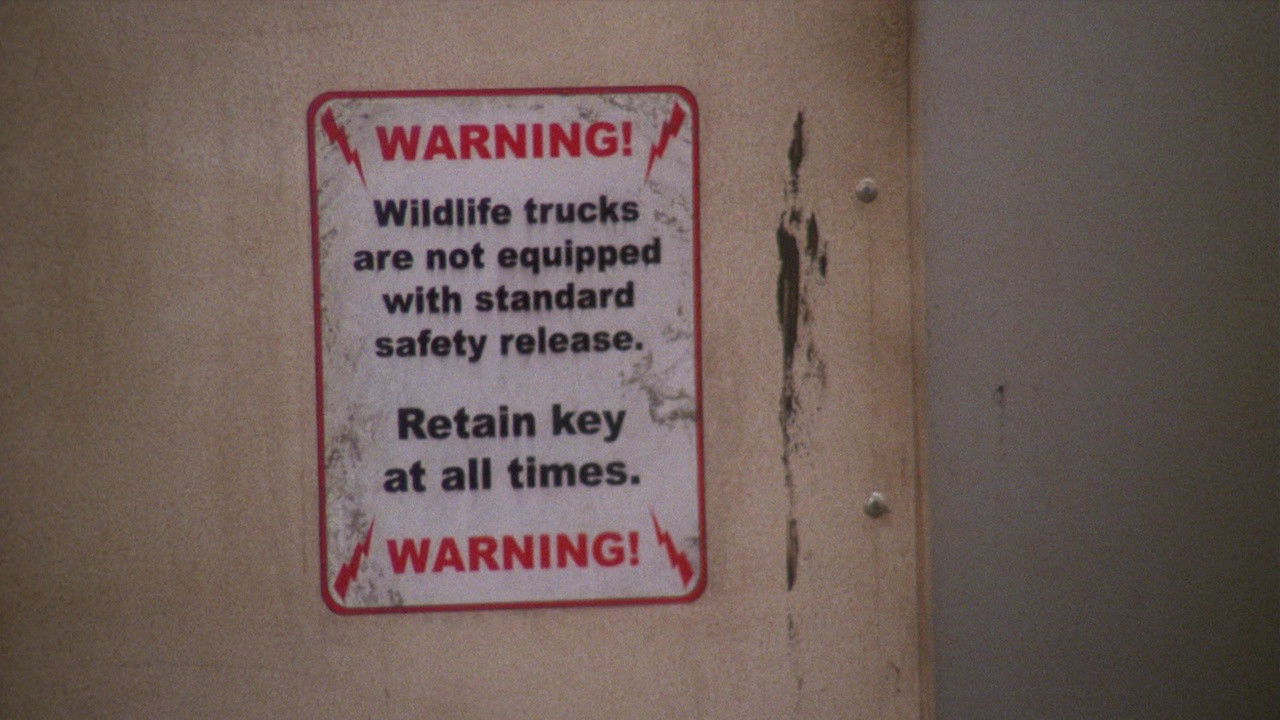 WARNING!
Wildlife trucks
are not equipped
with standard
safety release.
Retain key
at all times.
WARNING!